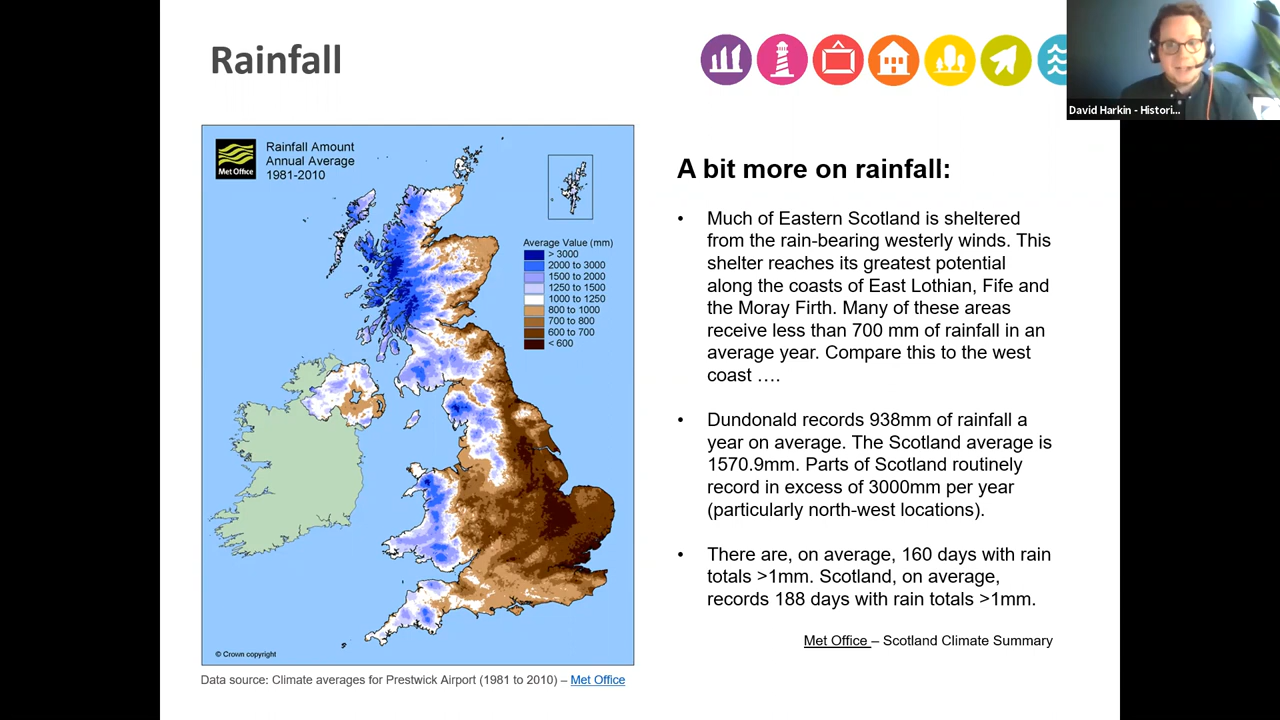 Rainfall
David Harkin - Histori...
Met Office
Rainfall Amount
Annual Average
1981-2010
Average Value (mm)
> 3000
2000 to 3000
1500 to 2000
1250 to 1500
1000 to 1250
800 to 1000
700 to 800
600 to 700
< 600
© Crown copyright
Data source: Climate averages for Prestwick Airport (1981 to 2010) – Met Office
A bit more on rainfall:
• Much of Eastern Scotland is sheltered
from the rain-bearing westerly winds. This
shelter reaches its greatest potential
along the coasts of East Lothian, Fife and
the Moray Firth. Many of these areas
receive less than 700 mm of rainfall in an
average year. Compare this to the west
coast ….
• Dundonald records 938mm of rainfall a
year on average. The Scotland average is
1570.9mm. Parts of Scotland routinely
record in excess of 3000mm per year
(particularly north-west locations).
• There are, on average, 160 days with rain
totals >1mm. Scotland, on average,
records 188 days with rain totals >1mm.
Met Office – Scotland Climate Summary